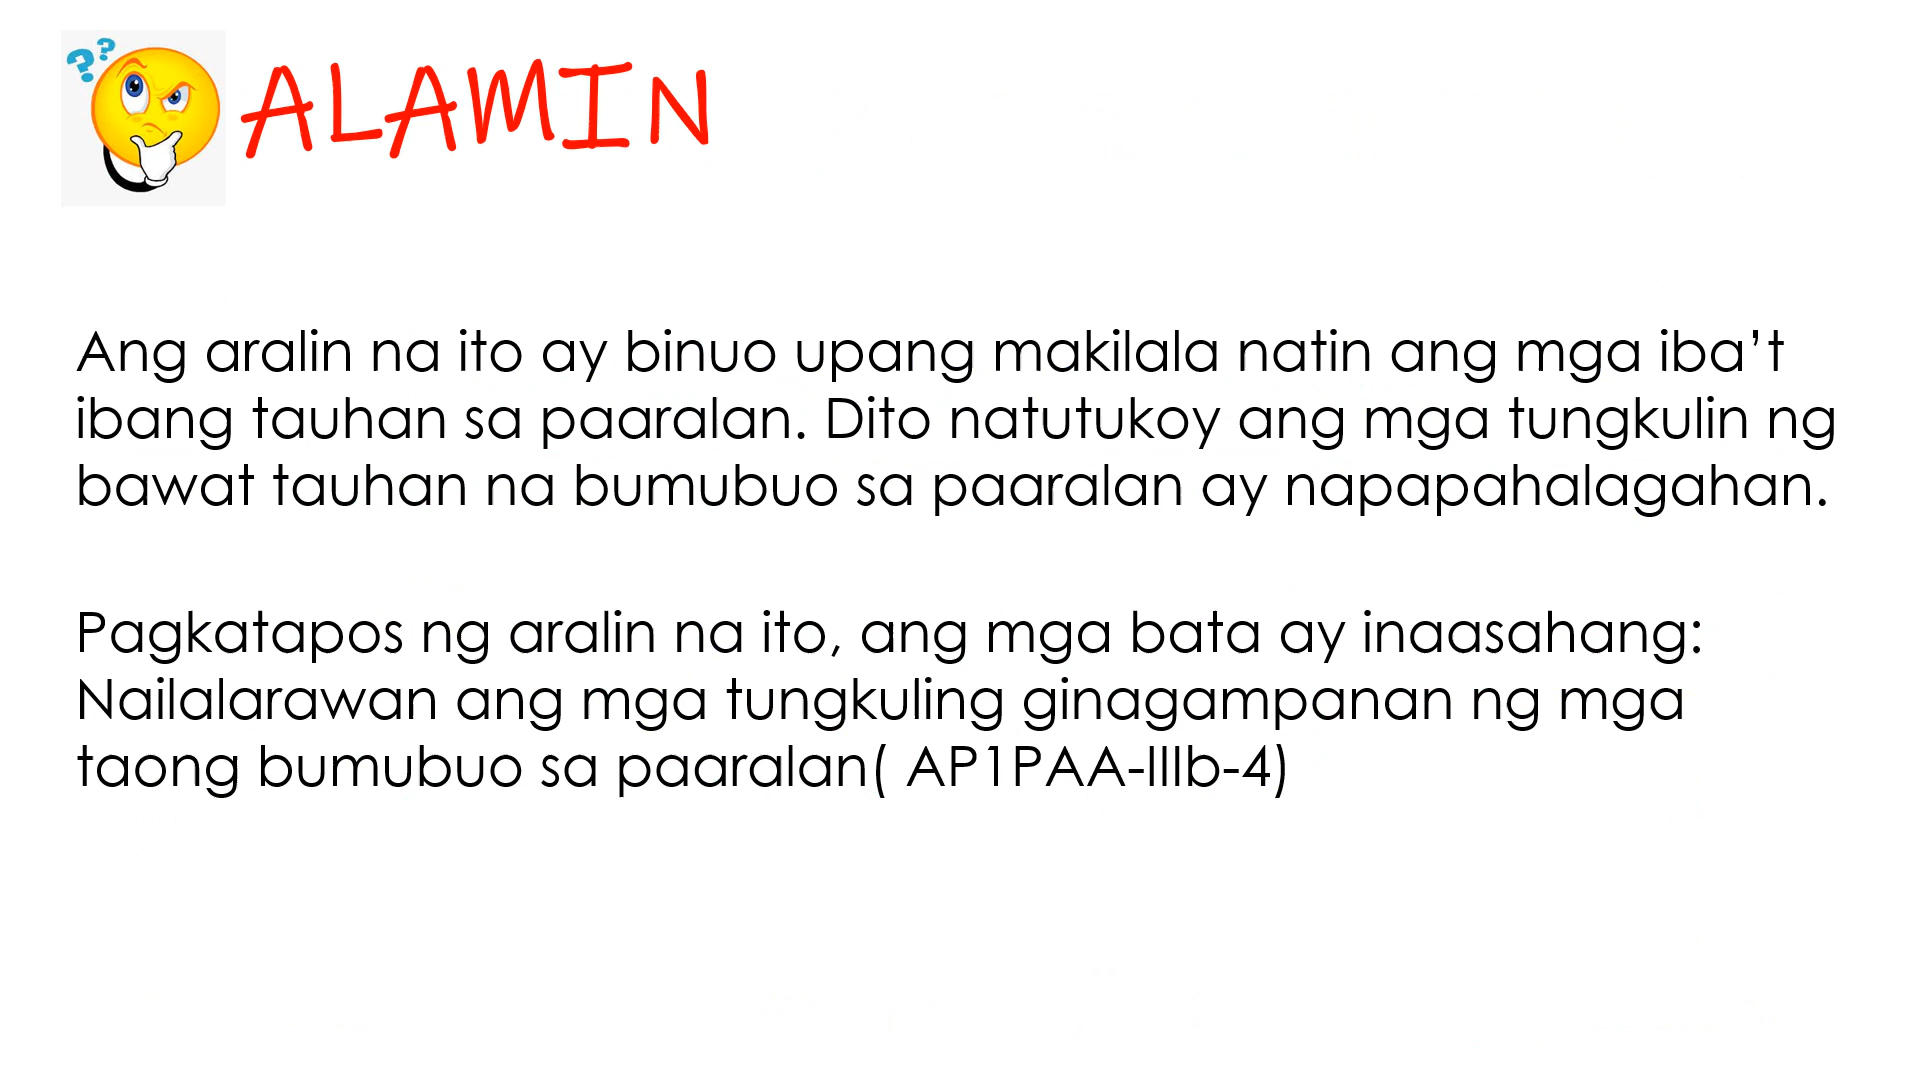 ??
ALAMIN
Ang aralin na ito ay binuo upang makilala natin ang mga iba’t
ibang tauhan sa paaralan. Dito natutukoy ang mga tungkulin ng
bawat tauhan na bumubuo sa paaralan ay napapahalagahan.
Pagkatapos ng aralin na ito, ang mga bata ay inaasahang:
Nailalarawan ang mga tungkuling ginagampanan ng mga
taong bumubuo sa paaralan( AP1PAA-IIIb-4)